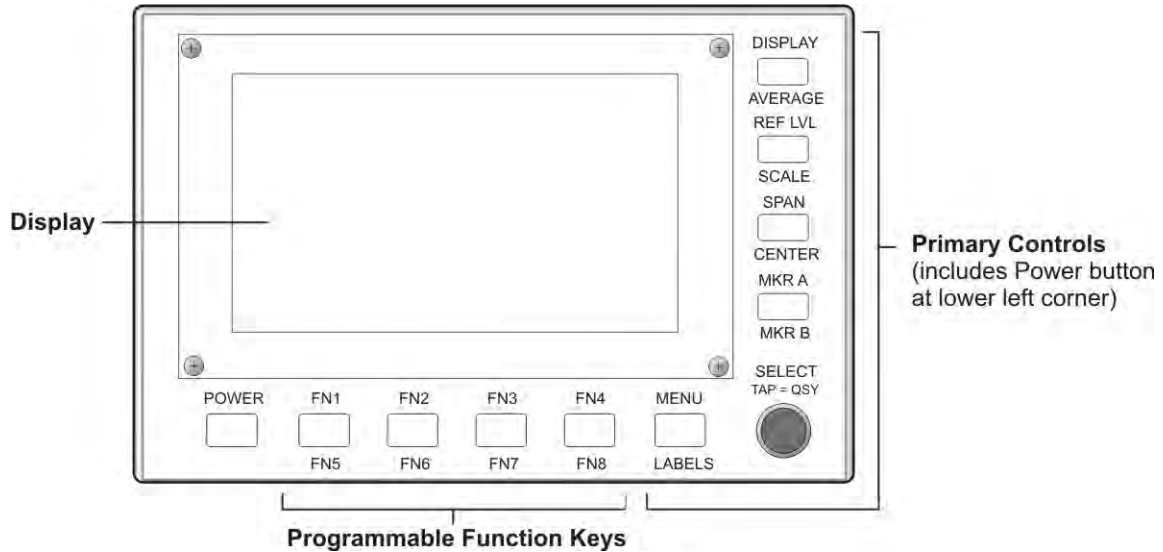 DISPLAY
AVERAGE
REF LVL
SCALE
SPAN
CENTER
MKR A
MKR B
SELECT
TAP = QSY
Display
Primary Controls
(includes Power button
at lower left corner)
POWER FN1 FN2 FN3 FN4 MENU
FN5 FN6 FN7 FN8 LABELS
Programmable Function Keys